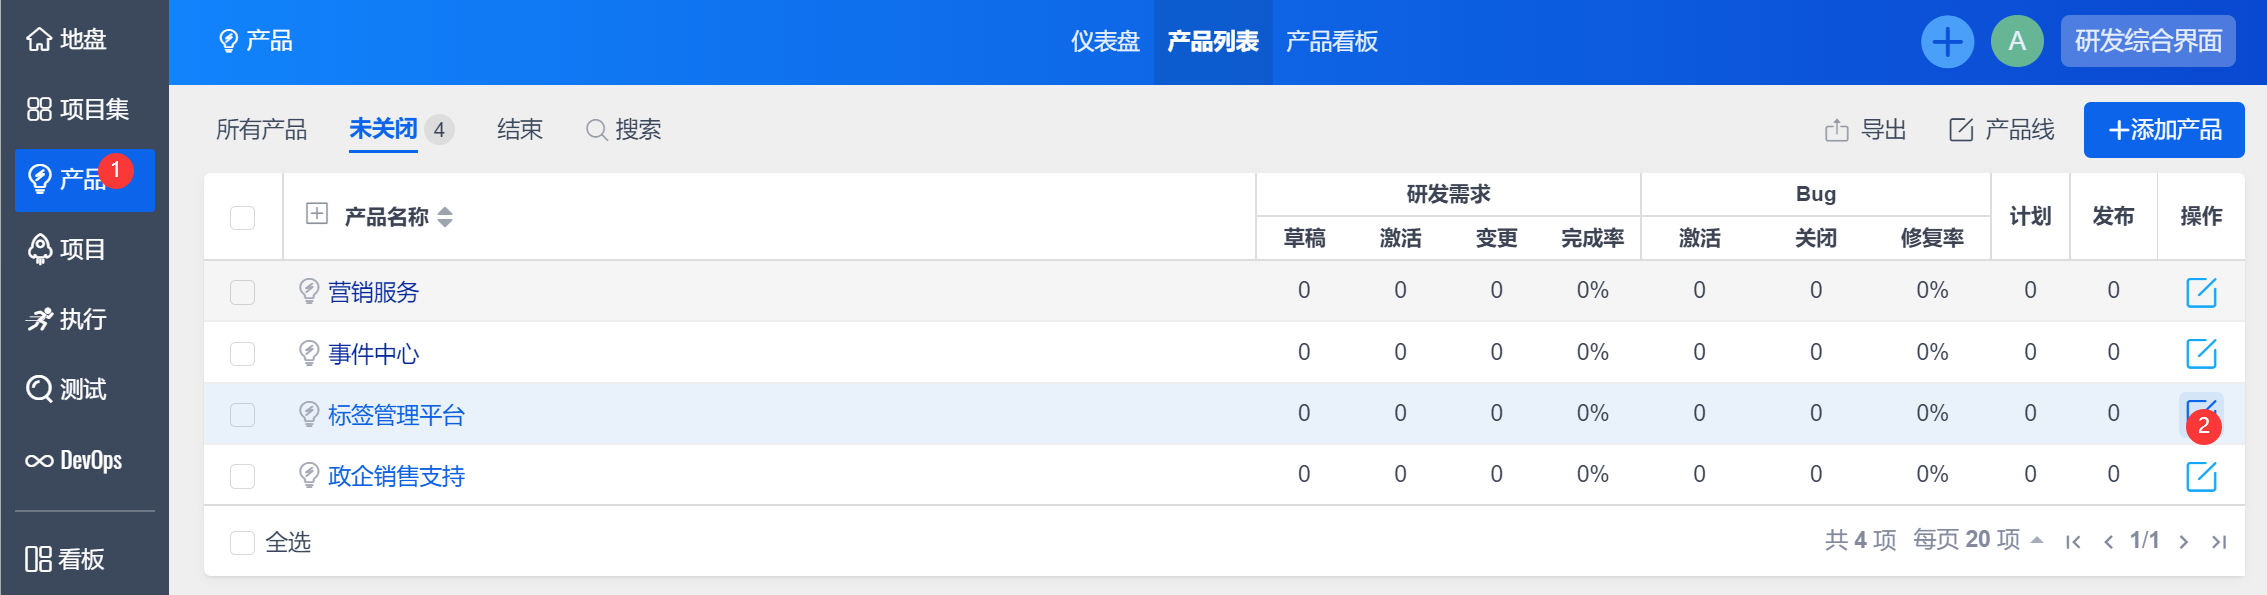 地盘
项目集
产品 1
项目
执行
测试
DevOps
看板
产品
仪表盘 产品列表 产品看板
A 研发综合界面
所有产品 未关闭 4 结束 搜索
导出 产品线 +添加产品
产品名称 研发需求 Bug 计划 发布 操作
草稿 激活 变更 完成率 激活 关闭 修复率
营销服务 0 0 0 0% 0 0 0% 0 0
事件中心 0 0 0 0% 0 0 0% 0 0
标签管理平台 0 0 0 0% 0 0 0% 0 0 2
政企销售支持 0 0 0 0% 0 0 0% 0 0
全选 共 4 项 每页 20 项 1/1